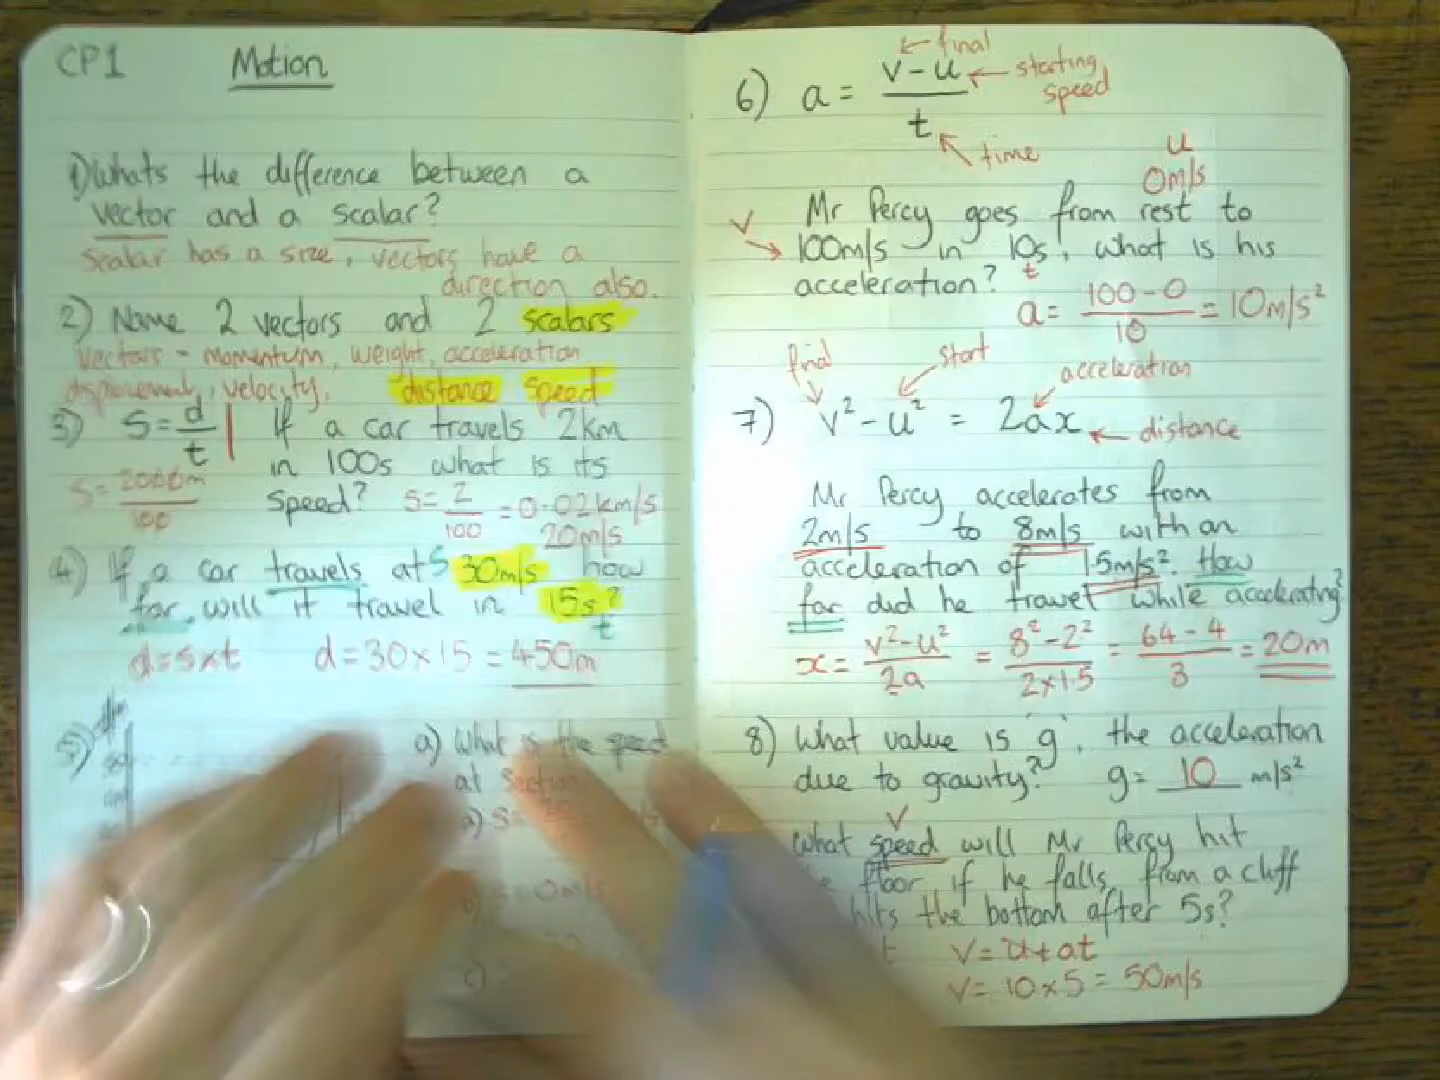 CP1 Motion
1) Whats the difference between a
vector and a scalar?
scalar has a size, vectors have a
direction also.
2) Name 2 vectors and 2 scalars
vectors - momentum, weight, acceleration
displacement, velocity, distance speed
3) S = d/t If a car travels 2km
in 100s what is its
speed? S = 2/100 = 0.02km/s
20m/s
S = 2000m/100
4) If a car travels at S 30m/s how
far will it travel in 15s?
t
d = s x t d = 30 x 15 = 450m
5)
a) What is the speed
at Section
a) S =
0m/s
c)
6) a = v - u / t
final
starting
speed
time
u
0m/s
Mr Percy goes from rest to
v
100m/s in 10s, what is his
t
acceleration?
a = 100 - 0 / 10 = 10m/s²
final start
acceleration
7) v² - u² = 2ax
distance
Mr Percy accelerates from
2m/s to 8m/s with an
acceleration of 1.5m/s². How
far did he travel while accelerating?
x = v² - u² / 2a = 8² - 2² / 2 x 1.5 = 64 - 4 / 3 = 20m
8) What value is 'g', the acceleration
due to gravity? g = 10 m/s²
v
What speed will Mr Percy hit
floor if he falls from a cliff
hits the bottom after 5s?
t v = u + at
v = 10 x 5 = 50m/s